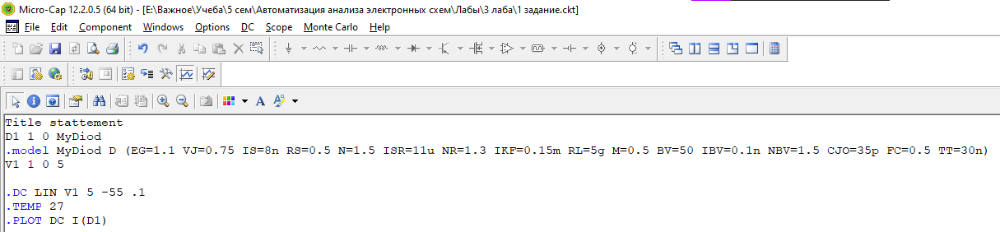 Micro-Cap 12.2.0.5 (64 bit) - [E:\Важное\Учеба\5 сем\Автоматизация анализа электронных схем\Лабы\3 лаба\1 задание.ckt]
File Edit Component Windows Options DC Scope Monte Carlo Help
Title stattement
D1 1 0 MyDiod
.model MyDiod D (EG=1.1 VJ=0.75 IS=8n RS=0.5 N=1.5 ISR=11u NR=1.3 IKF=0.15m RL=5g M=0.5 BV=50 IBV=0.1n NBV=1.5 CJO=35p FC=0.5 TT=30n)
V1 1 0 5
.DC LIN V1 5 -55 .1
.TEMP 27
.PLOT DC I(D1)